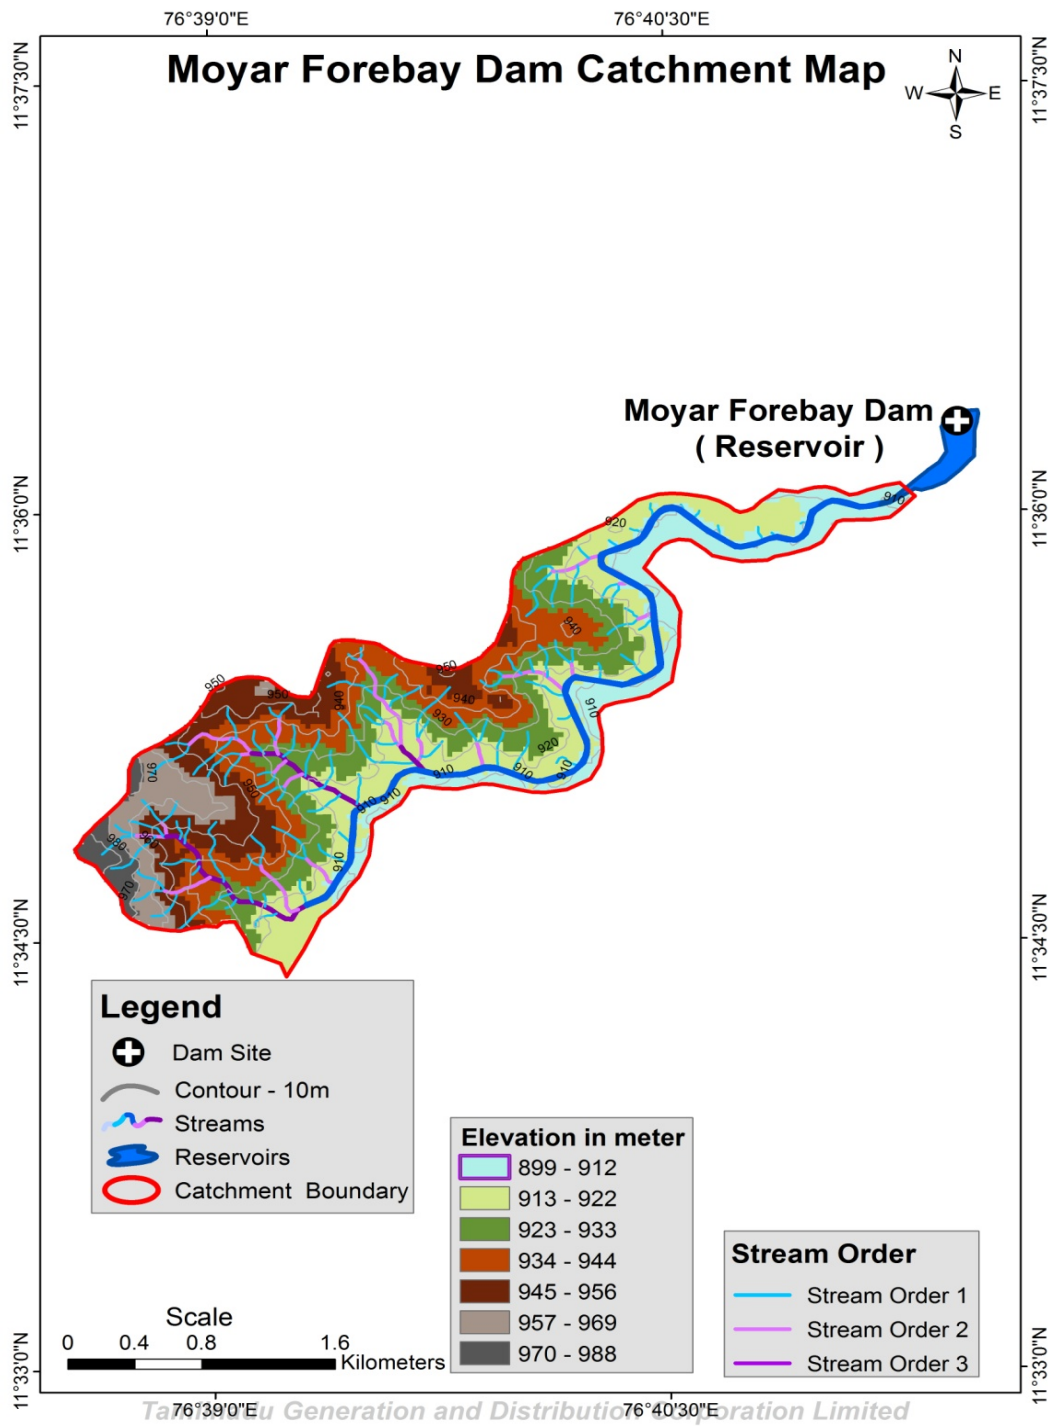 76°39'0"E
76°40'30"E
Moyar Forebay Dam Catchment Map
N
W E
S
11°37'30"N
11°37'30"N
Moyar Forebay Dam
( Reservoir )
910
11°36'0"N
11°36'0"N
920
940
950
950
950
940
940
930
910
920
970
950
910
910
910
910
910
980
960
910
970
11°34'30"N
11°34'30"N
Legend
Dam Site
Contour - 10m
Streams
Reservoirs
Catchment Boundary
Elevation in meter
899 - 912
913 - 922
923 - 933
934 - 944
945 - 956
957 - 969
970 - 988
Stream Order
Stream Order 1
Stream Order 2
Stream Order 3
Scale
0 0.4 0.8 1.6
Kilometers
11°33'0"N
11°33'0"N
76°39'0"E
76°40'30"E
Tamilnadu Generation and Distribution Corporation Limited